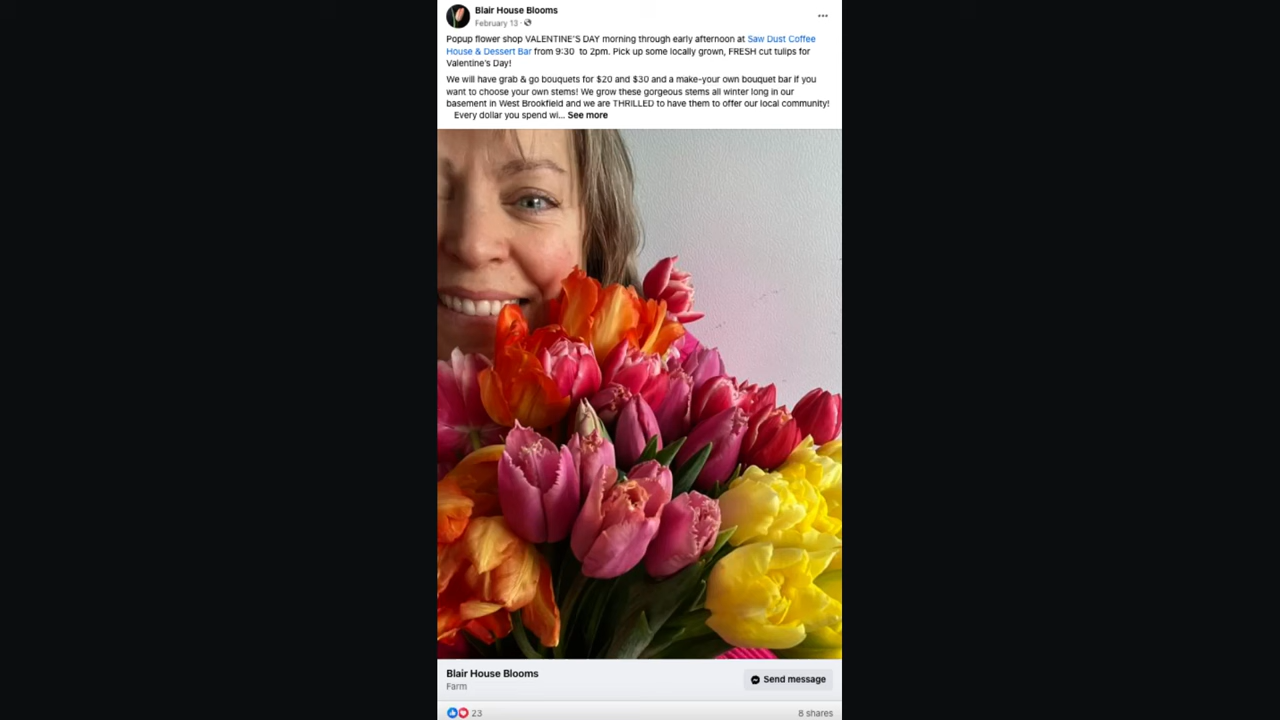 Blair House Blooms
February 13 ·
Popup flower shop VALENTINE'S DAY morning through early afternoon at Saw Dust Coffee
House & Dessert Bar from 9:30 to 2pm. Pick up some locally grown, FRESH cut tulips for
Valentine's Day!
We will have grab & go bouquets for $20 and $30 and a make-your own bouquet bar if you
want to choose your own stems! We grow these gorgeous stems all winter long in our
basement in West Brookfield and we are THRILLED to have them to offer our local community!
Every dollar you spend wi... See more
Blair House Blooms
Farm
Send message
23
8 shares